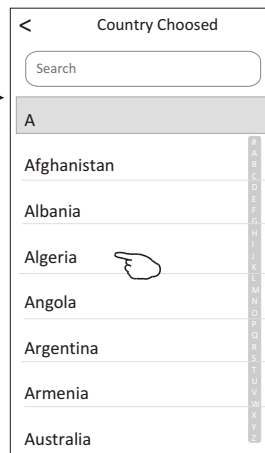 < Country Choosed
Search
A
Afghanistan
Albania
Algeria
Angola
Argentina
Armenia
Australia
#
A
B
C
D
E
F
G
H
I
J
K
L
M
N
O
P
Q
R
S
T
U
V
W
X
Y
Z